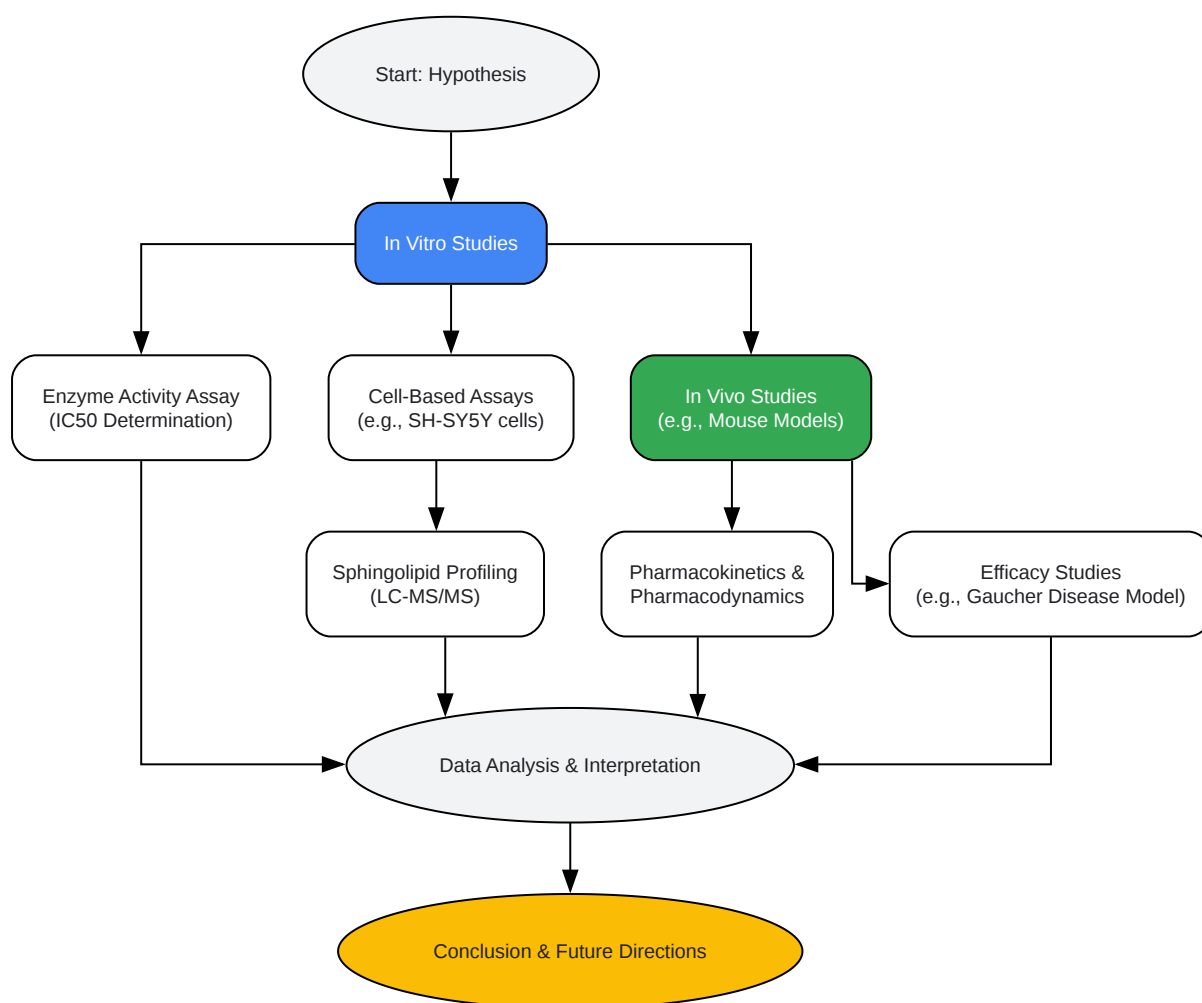 Start: Hypothesis
In Vitro Studies
Enzyme Activity Assay
(IC50 Determination)
Cell-Based Assays
(e.g., SH-SY5Y cells)
In Vivo Studies
(e.g., Mouse Models)
Sphingolipid Profiling
(LC-MS/MS)
Pharmacokinetics &
Pharmacodynamics
Efficacy Studies
(e.g., Gaucher Disease Model)
Data Analysis & Interpretation
Conclusion & Future Directions